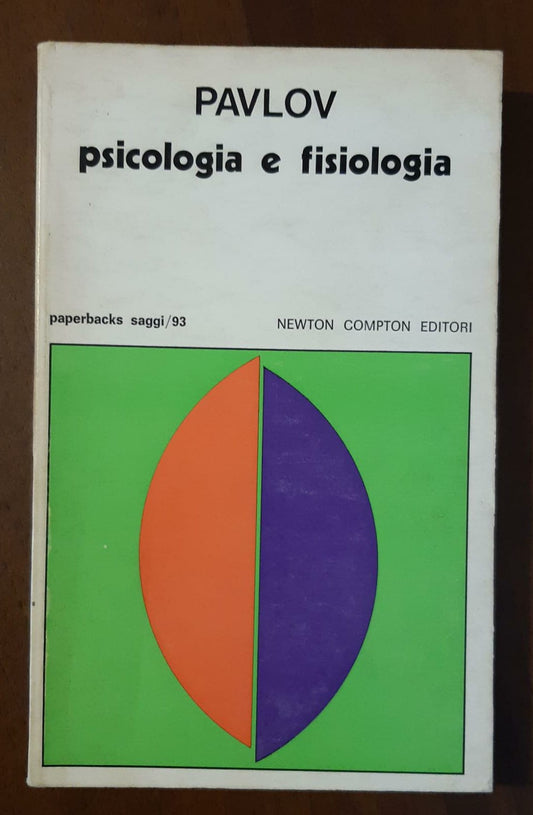 PAVLOV
psicologia e fisiologia
paperbacks saggi/93
NEWTON COMPTON EDITORI